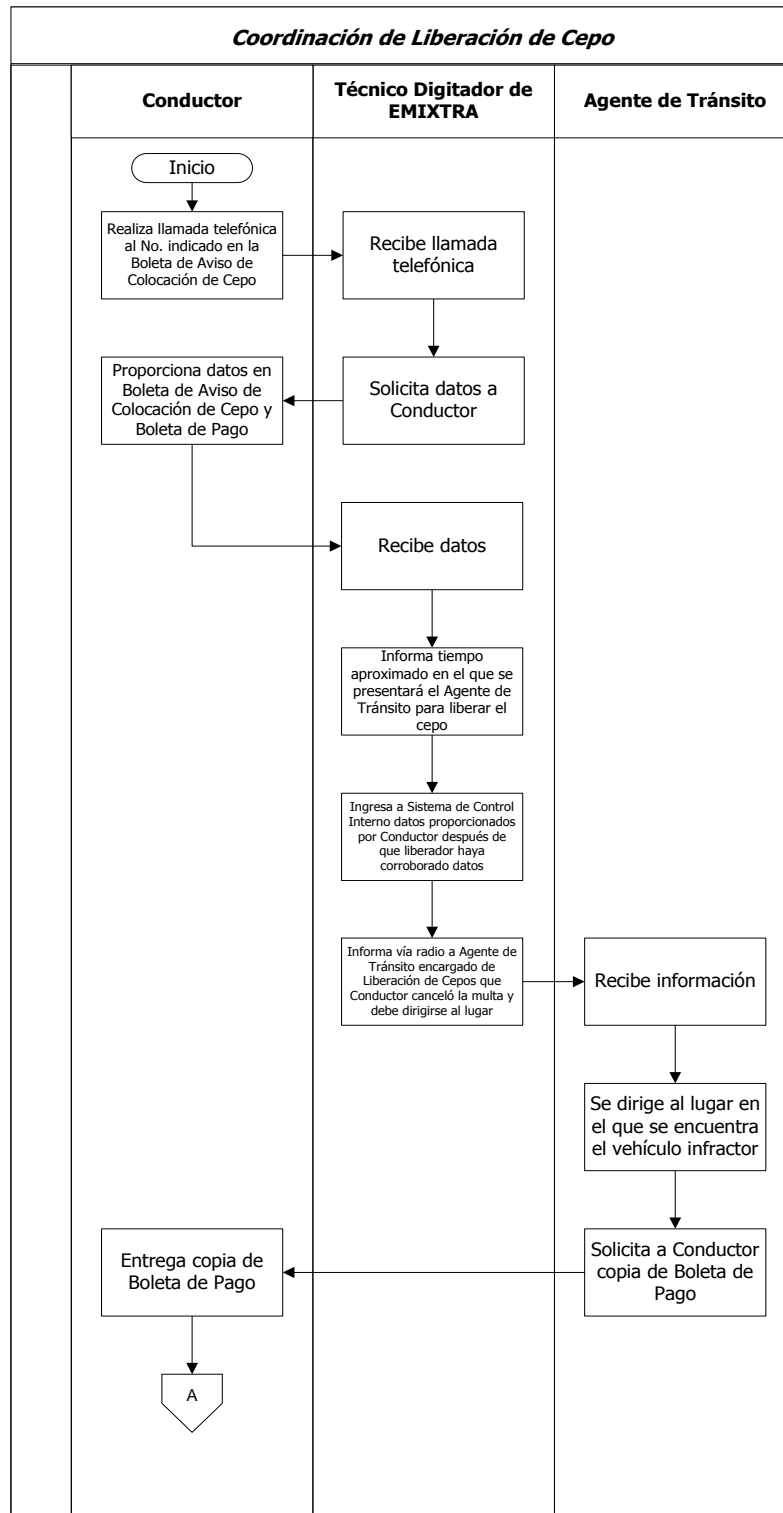 Coordinación de Liberación de Cepo
Conductor
Técnico Digitador de
EMIXTRA
Agente de Tránsito
Inicio
Realiza llamada telefónica
al No. indicado en la
Boleta de Aviso de
Colocación de Cepo
Recibe llamada
telefónica
Proporciona datos en
Boleta de Aviso de
Colocación de Cepo y
Boleta de Pago
Solicita datos a
Conductor
Recibe datos
Informa tiempo
aproximado en el que se
presentará el Agente de
Tránsito para liberar el
cepo
Ingresa a Sistema de Control
Interno datos proporcionados
por Conductor después de
que liberador haya
corroborado datos
Informa vía radio a Agente de
Tránsito encargado de
Liberación de Cepos que
Conductor canceló la multa y
debe dirigirse al lugar
Recibe información
Se dirige al lugar en
el que se encuentra
el vehículo infractor
Solicita a Conductor
copia de Boleta de
Pago
Entrega copia de
Boleta de Pago
A